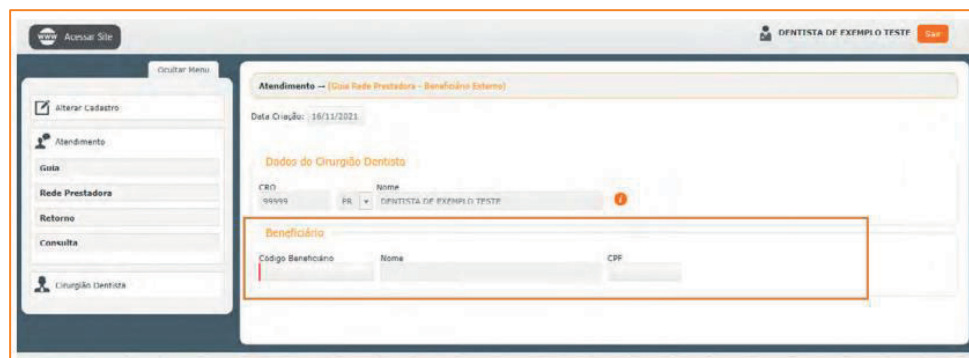 www Acessar Site
DENTISTA DE EXEMPLO TESTE Sair
Ocultar Menu
Alterar Cadastro
Atendimento
Guia
Rede Prestadora
Retorno
Consulta
Cirurgião Dentista
Atendimento → (Guia Rede Prestadora - Beneficiário Externo)
Data Criação: 16/11/2021
Dados do Cirurgião Dentista
CRO Nome
99999 PR DENTISTA DE EXEMPLO TESTE i
Beneficiário
Código Beneficiário Nome CPF